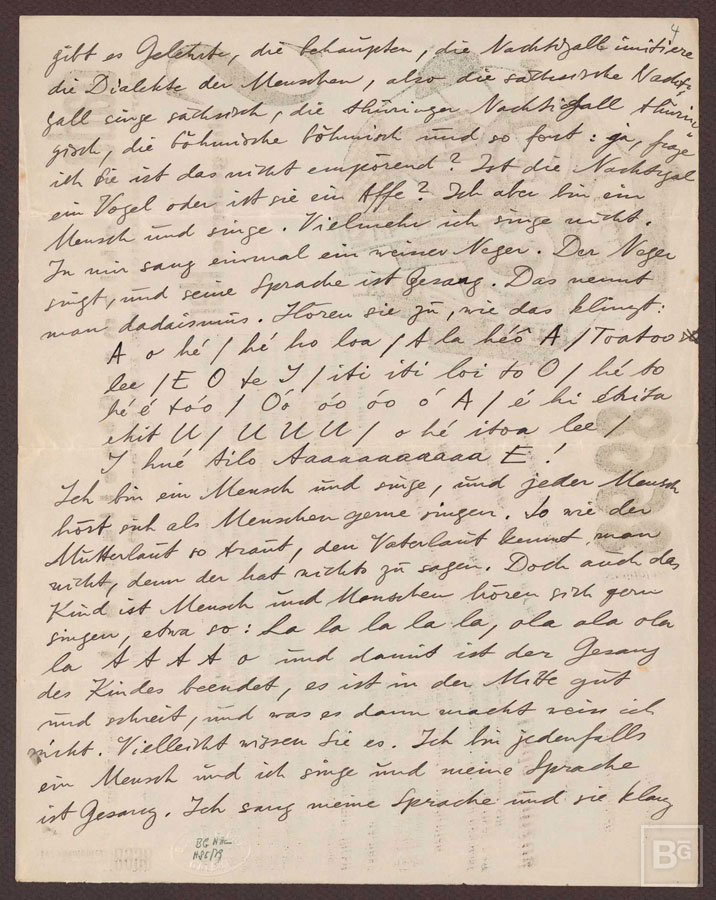 4
gibt es Gelehrte, die behaupten, die Nachtigall imitiere
die Dialekte der Menschen, also die sächsische Nachti-
gall singe sächsisch, die thüringer Nachtigall thürin-
gisch, die böhmische böhmisch und so fort: ja, frage
ich Sie ist das nicht empörend? Ist die Nachtigal
ein Vogel oder ist sie ein Affe? Ich aber bin ein
Mensch und singe. Vielmehr ich singe nicht.
In mir sang einmal ein weisser Neger. Der Neger
singt, und seine Sprache ist Gesang. Das nennt
man dadaismus. Hören sie zu, wie das klingt:
A o hé / hé ho loa / A la héô A / Toatoo
lee / E O te I / iti iti loi to O / hé to
hé é tóo / Óo óo óo ó A / é hi ehita
ehit U / U U U / o hé itoa lee /
I hué tilo Aaaaaaaaaaa E!
Ich bin ein Mensch und singe, und jeder Mensch
hört sich als Menschen gerne singen. So wie der
Mutterlaut so traut, den Vaterlaut kennt man
nicht, denn der hat nichts zu sagen. Doch auch das
Kind ist Mensch und Menschen hören sich gern
singen, etwa so: La la la la la, ola ola ola
la A A A A o und damit ist der Gesang
des Kindes beendet, es ist in der Mitte gut
und schreit, und was es dann macht weiss ich
nicht. Vielleicht wissen Sie es. Ich bin jedenfalls
ein Mensch und ich singe und meine Sprache
ist Gesang. Ich sang meine Sprache und sie klang
BG